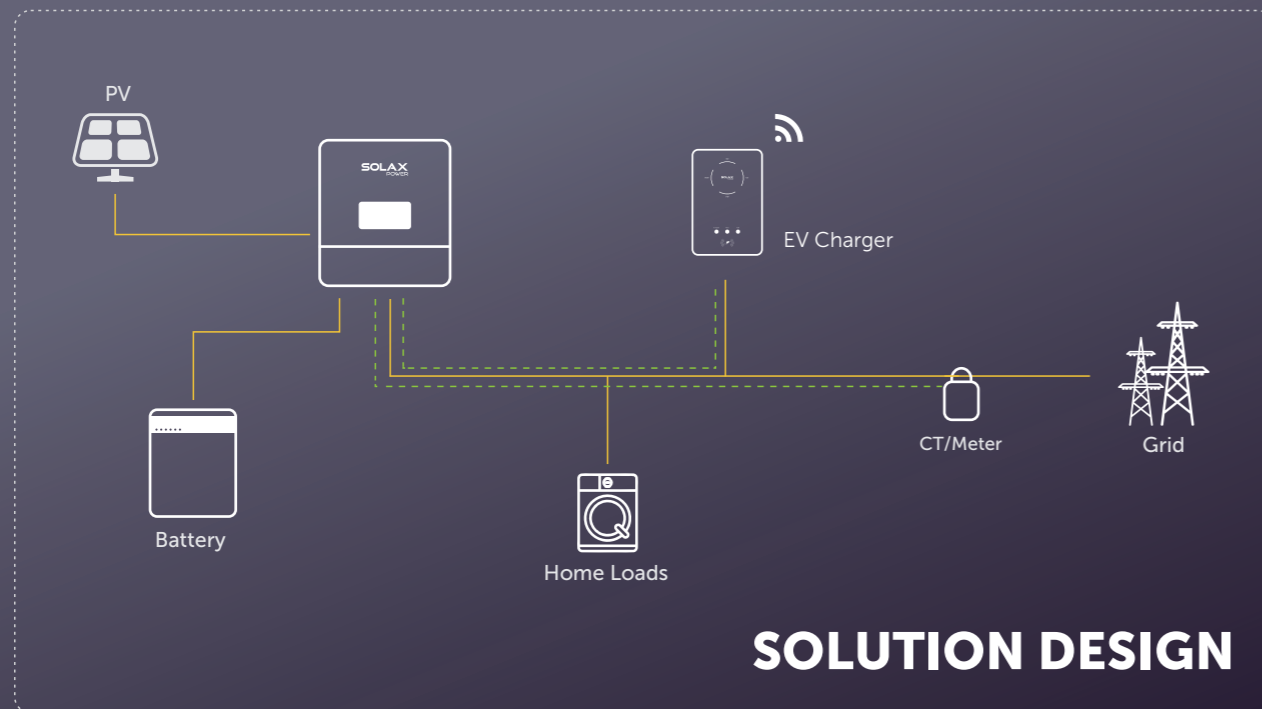 PV
SOLAX
POWER
EV Charger
CT/Meter
Grid
Battery
Home Loads
SOLUTION DESIGN